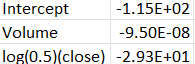 Intercept -1.15E+02
Volume -9.50E-08
log(0.5)(close) -2.93E+01